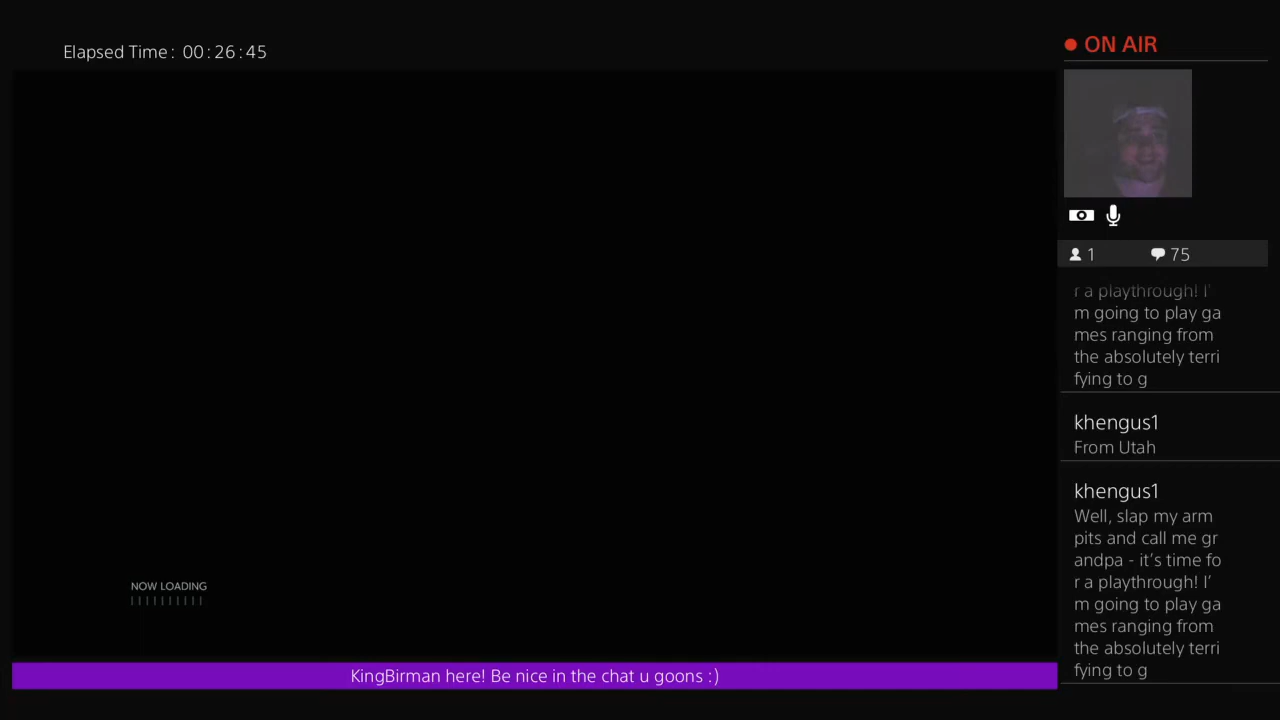 Elapsed Time: 00:26:45
ON AIR
1 75
r a playthrough! I'
m going to play ga
mes ranging from
the absolutely terri
fying to g
khengus1
From Utah
khengus1
Well, slap my arm
pits and call me gr
andpa - it's time fo
r a playthrough! I'
m going to play ga
mes ranging from
the absolutely terri
fying to g
NOW LOADING
KingBirman here! Be nice in the chat u goons :)